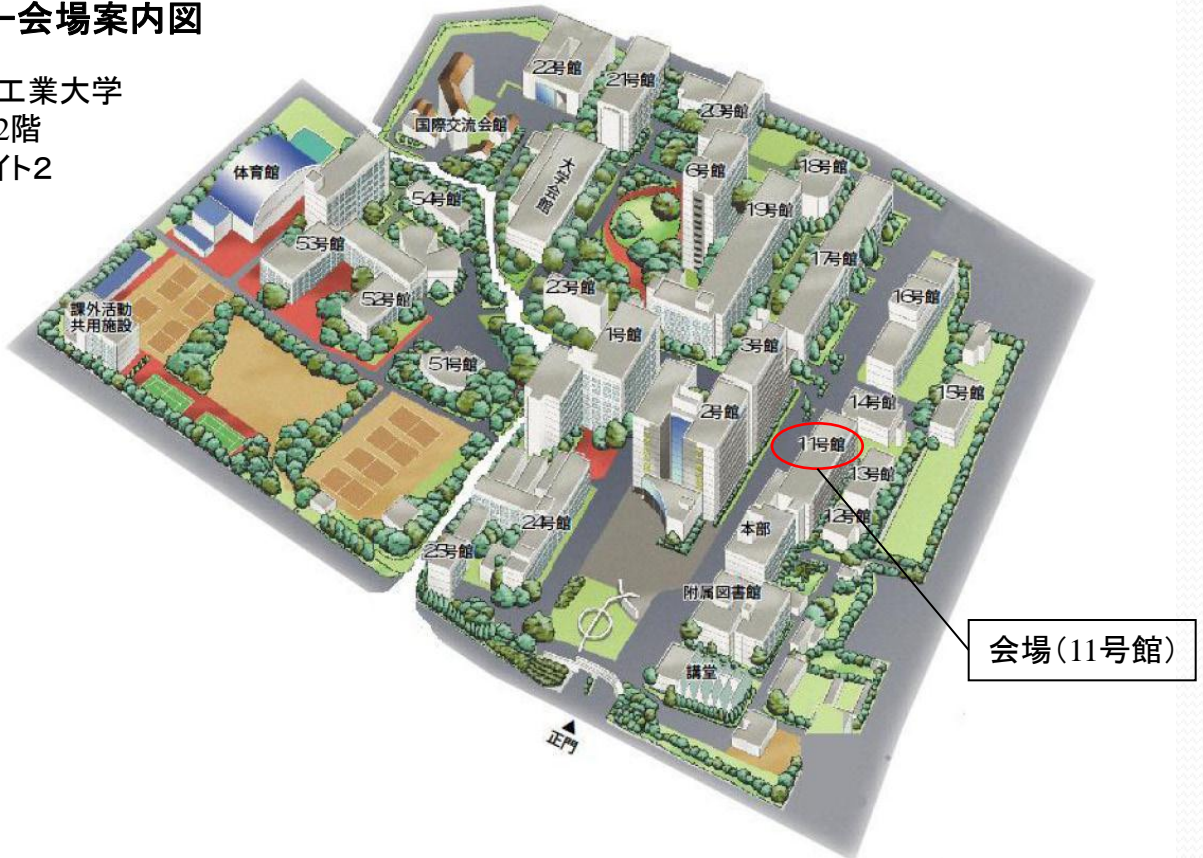 ー会場案内図
工業大学
2階
イト2
22号館
21号館
20号館
国際交流会館
大学会館
6号館
18号館
体育館
54号館
19号館
53号館
17号館
52号館
23号館
16号館
課外活動
共用施設
1号館
3号館
51号館
2号館
14号館
15号館
11号館
13号館
12号館
24号館
本部
25号館
附属図書館
会場(11号館)
講堂
▲
正門